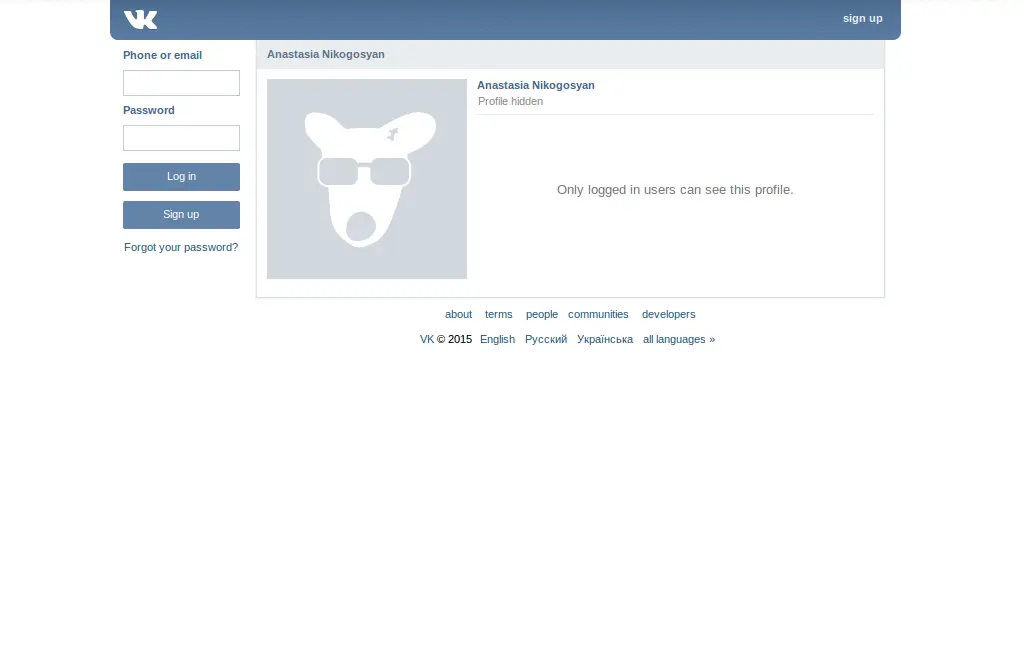 sign up
Phone or email
Password
Log in
Sign up
Forgot your password?
Anastasia Nikogosyan
Anastasia Nikogosyan
Profile hidden
Only logged in users can see this profile.
about terms people communities developers
VK © 2015 English Русский Українська all languages »